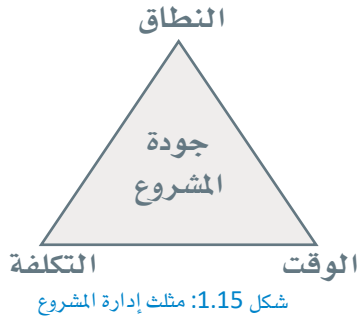 النطاق
جودة
المشروع
الوقت
التكلفة
شكل 1.15: مثلث إدارة المشروع